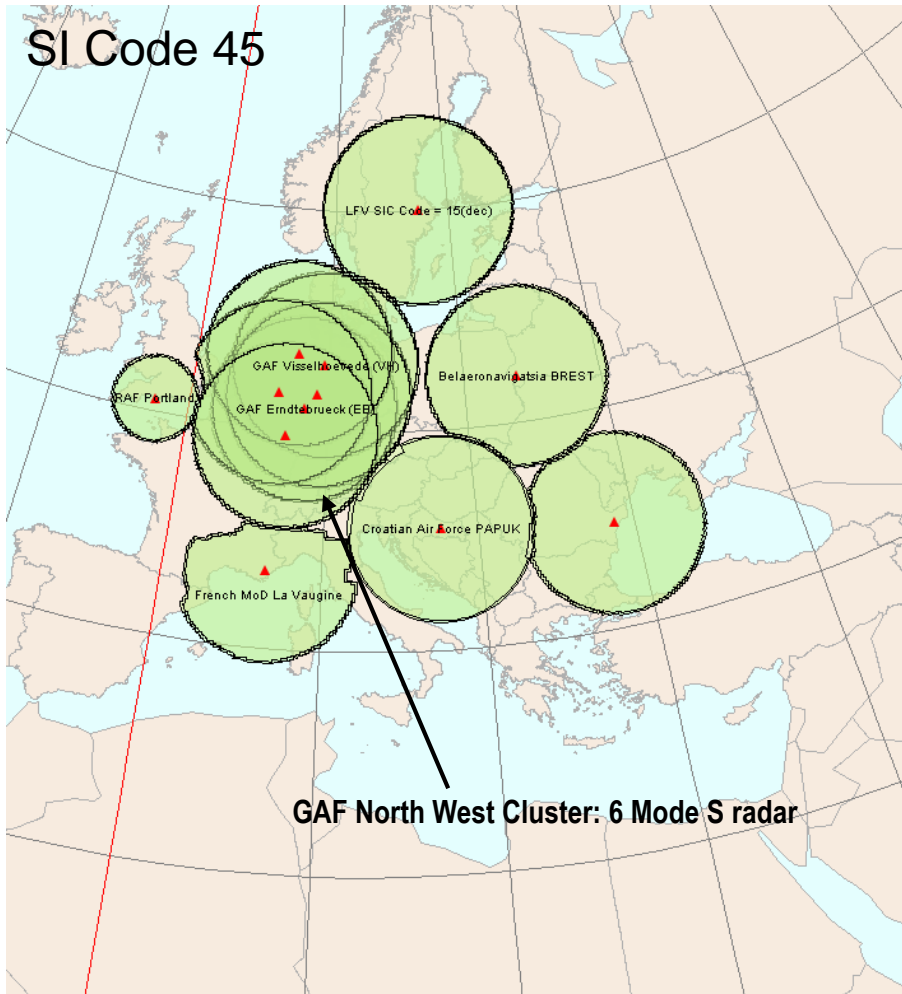 SI Code 45
LFV SIC Code = 15(dec)
GAF Visselhoevede (VH)
Belaeronavigatsia BREST
RAF Portland
GAF Erndtebrueck (EB)
Croatian Air Force PAPUK
French MoD La Vaugine
GAF North West Cluster: 6 Mode S radar